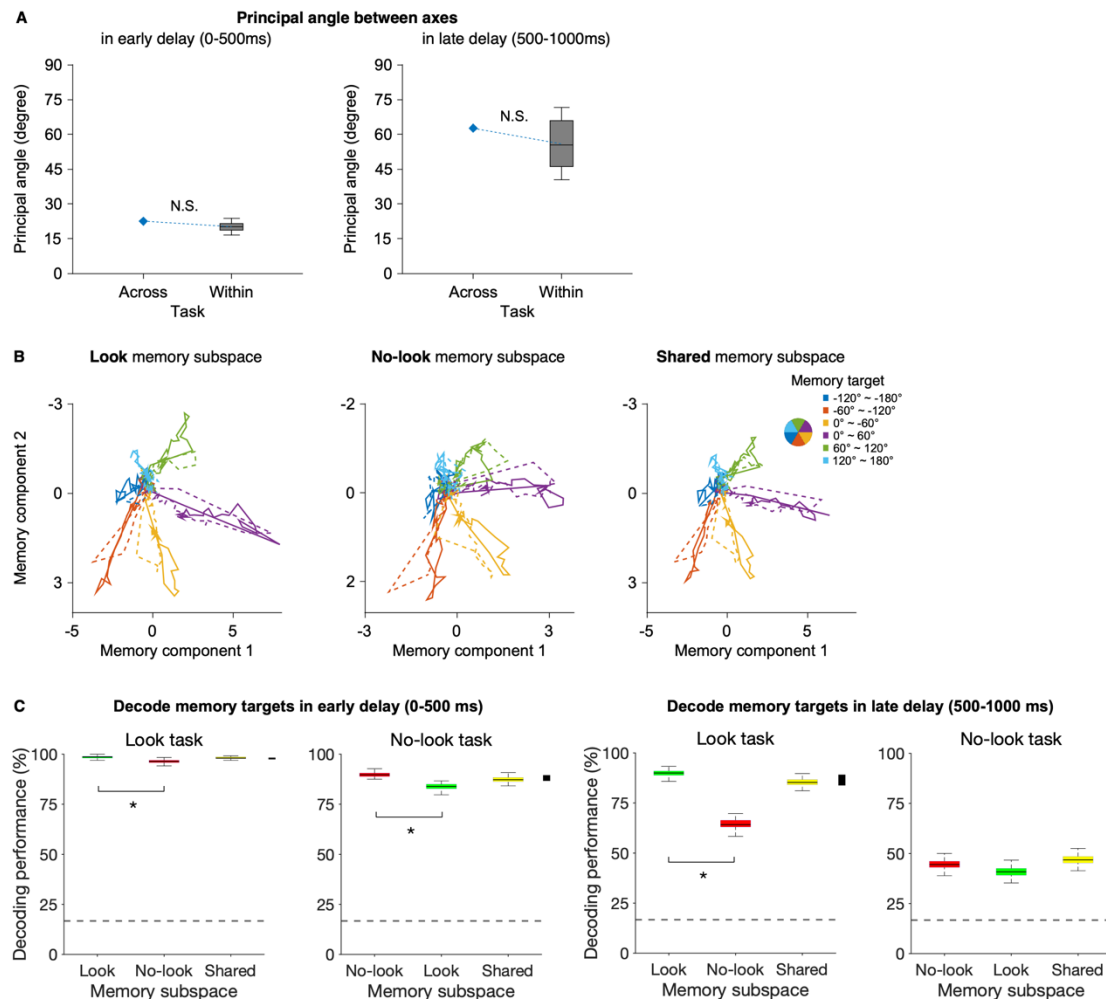 A
Principal angle between axes
in early delay (0-500ms)
in late delay (500-1000ms)
Principal angle (degree)
90
75
60
45
30
15
0
N.S.
Across
Within
Task
Principal angle (degree)
90
75
60
45
30
15
0
N.S.
Across
Within
Task
B
Look memory subspace
No-look memory subspace
Shared memory subspace
Memory target
-120° ~ -180°
-60° ~ -120°
0° ~ -60°
0° ~ 60°
60° ~ 120°
120° ~ 180°
Memory component 2
-3
0
3
-5
0
5
Memory component 1
-2
0
2
-3
0
3
Memory component 1
-3
0
3
-5
0
5
Memory component 1
C
Decode memory targets in early delay (0-500 ms)
Decode memory targets in late delay (500-1000 ms)
Look task
Decoding performance (%)
100
75
50
25
0
*
Look
No-look
Shared
Memory subspace
No-look task
100
75
50
25
0
*
No-look
Look
Shared
Memory subspace
Look task
Decoding performance (%)
100
75
50
25
0
*
Look
No-look
Shared
Memory subspace
No-look task
100
75
50
25
0
No-look
Look
Shared
Memory subspace